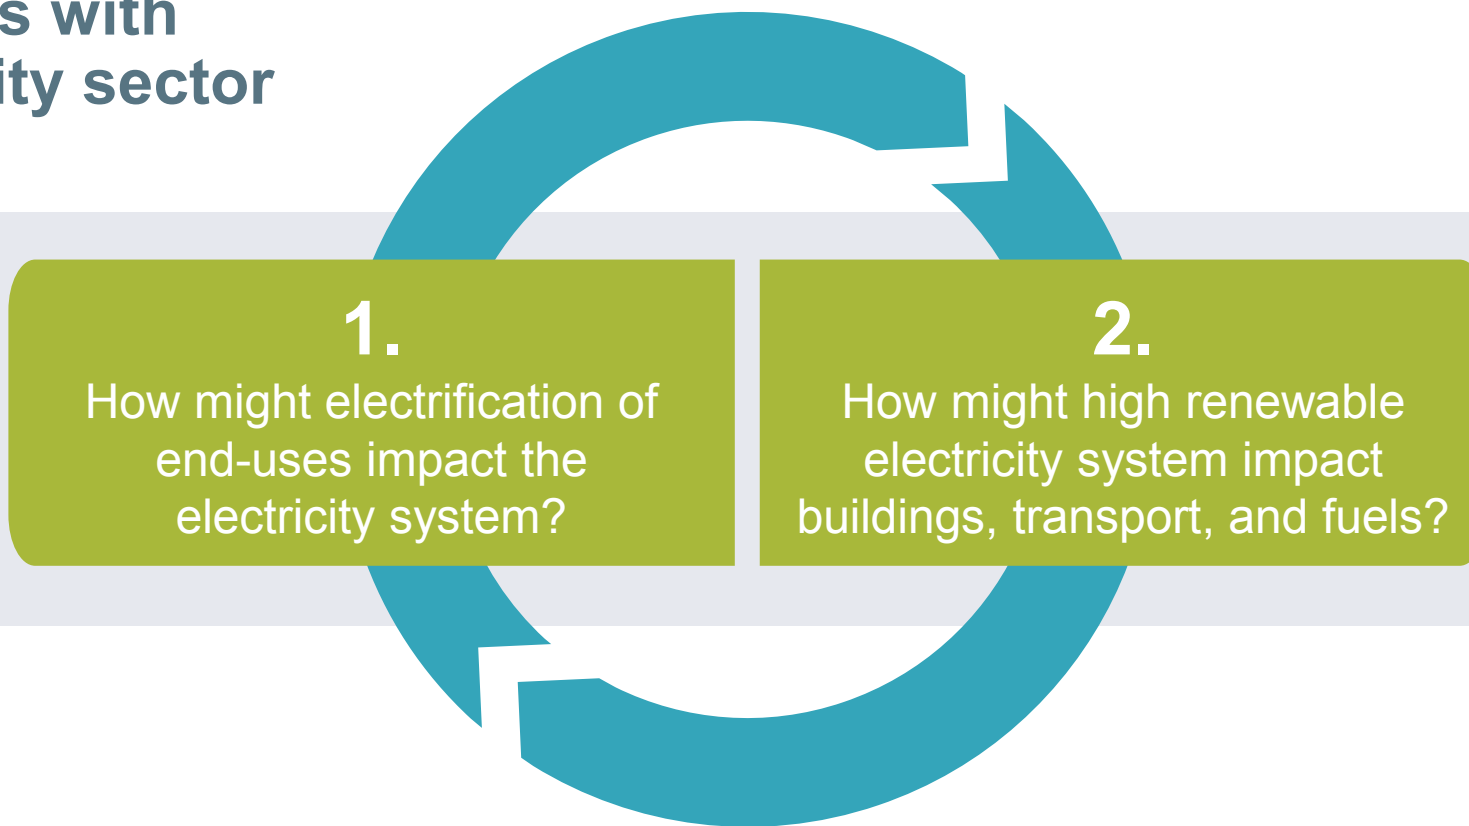 s with
ity sector
1.
How might electrification of
end-uses impact the
electricity system?
2.
How might high renewable
electricity system impact
buildings, transport, and fuels?